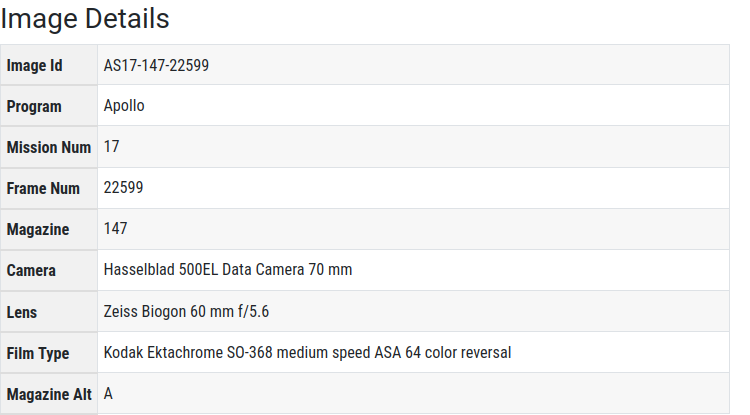 Image Details
Image Id AS17-147-22599
Program Apollo
Mission Num 17
Frame Num 22599
Magazine 147
Camera Hasselblad 500EL Data Camera 70 mm
Lens Zeiss Biogon 60 mm f/5.6
Film Type Kodak Ektachrome SO-368 medium speed ASA 64 color reversal
Magazine Alt A